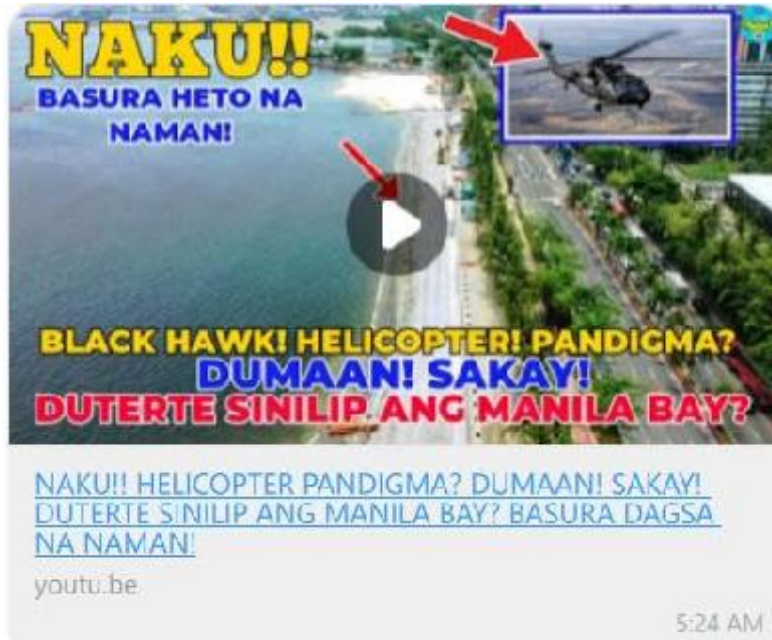 NAKU!!
BASURA HETO NA
NAMAN!
BLACK HAWK! HELICOPTER! PANDIGMA?
DUMAAN! SAKAY!
DUTERTE SINILIP ANG MANILA BAY?
NAKU!! HELICOPTER PANDIGMA? DUMAAN! SAKAY!
DUTERTE SINILIP ANG MANILA BAY? BASURA DAGSA
NA NAMAN!
youtu.be
5:24 AM